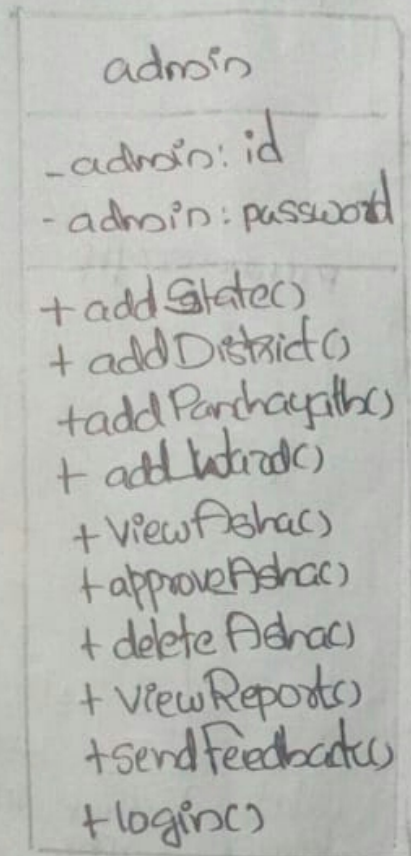 admin
- admin: id
- admin: password
+ addState()
+ addDistrict()
+ addPanchayath()
+ addWard()
+ viewAsha()
+ approveAsha()
+ deleteAsha()
+ viewReport()
+ sendfeedback()
+ login()